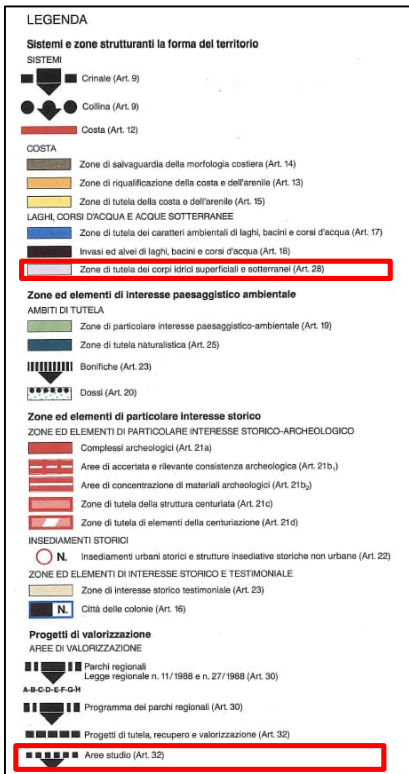 LEGENDA
Sistemi e zone strutturanti la forma del territorio
SISTEMI
Crinale (Art. 9)
Collina (Art. 9)
Costa (Art. 12)
COSTA
Zone di salvaguardia della morfologia costiera (Art. 14)
Zone di riqualificazione della costa e dell'arenile (Art. 13)
Zone di tutela della costa e dell'arenile (Art. 15)
LAGHI, CORSI D'ACQUA E ACQUE SOTTERRANEE
Zone di tutela dei caratteri ambientali di laghi, bacini e corsi d'acqua (Art. 17)
Invasi ed alvei di laghi, bacini e corsi d'acqua (Art. 18)
Zone di tutela dei corpi idrici superficiali e sotterranei (Art. 28)
Zone ed elementi di interesse paesaggistico ambientale
AMBITI DI TUTELA
Zone di particolare interesse paesaggistico-ambientale (Art. 19)
Zone di tutela naturalistica (Art. 25)
Bonifiche (Art. 23)
Dossi (Art. 20)
Zone ed elementi di particolare interesse storico
ZONE ED ELEMENTI DI PARTICOLARE INTERESSE STORICO-ARCHEOLOGICO
Complessi archeologici (Art. 21a)
Aree di accertata e rilevante consistenza archeologica (Art. 21b₁)
Aree di concentrazione di materiali archeologici (Art. 21b₂)
Zone di tutela della struttura centuriata (Art. 21c)
Zone di tutela di elementi della centuriazione (Art. 21d)
INSEDIAMENTI STORICI
N. Insediamenti urbani storici e strutture insediative storiche non urbane (Art. 22)
ZONE ED ELEMENTI DI INTERESSE STORICO E TESTIMONIALE
Zone di interesse storico testimoniale (Art. 23)
N. Città delle colonie (Art. 16)
Progetti di valorizzazione
AREE DI VALORIZZAZIONE
Parchi regionali
Legge regionale n. 11/1988 e n. 27/1988 (Art. 30)
A-B-C-D-E-F-G-H
Programma dei parchi regionali (Art. 30)
Progetti di tutela, recupero e valorizzazione (Art. 32)
Aree studio (Art. 32)